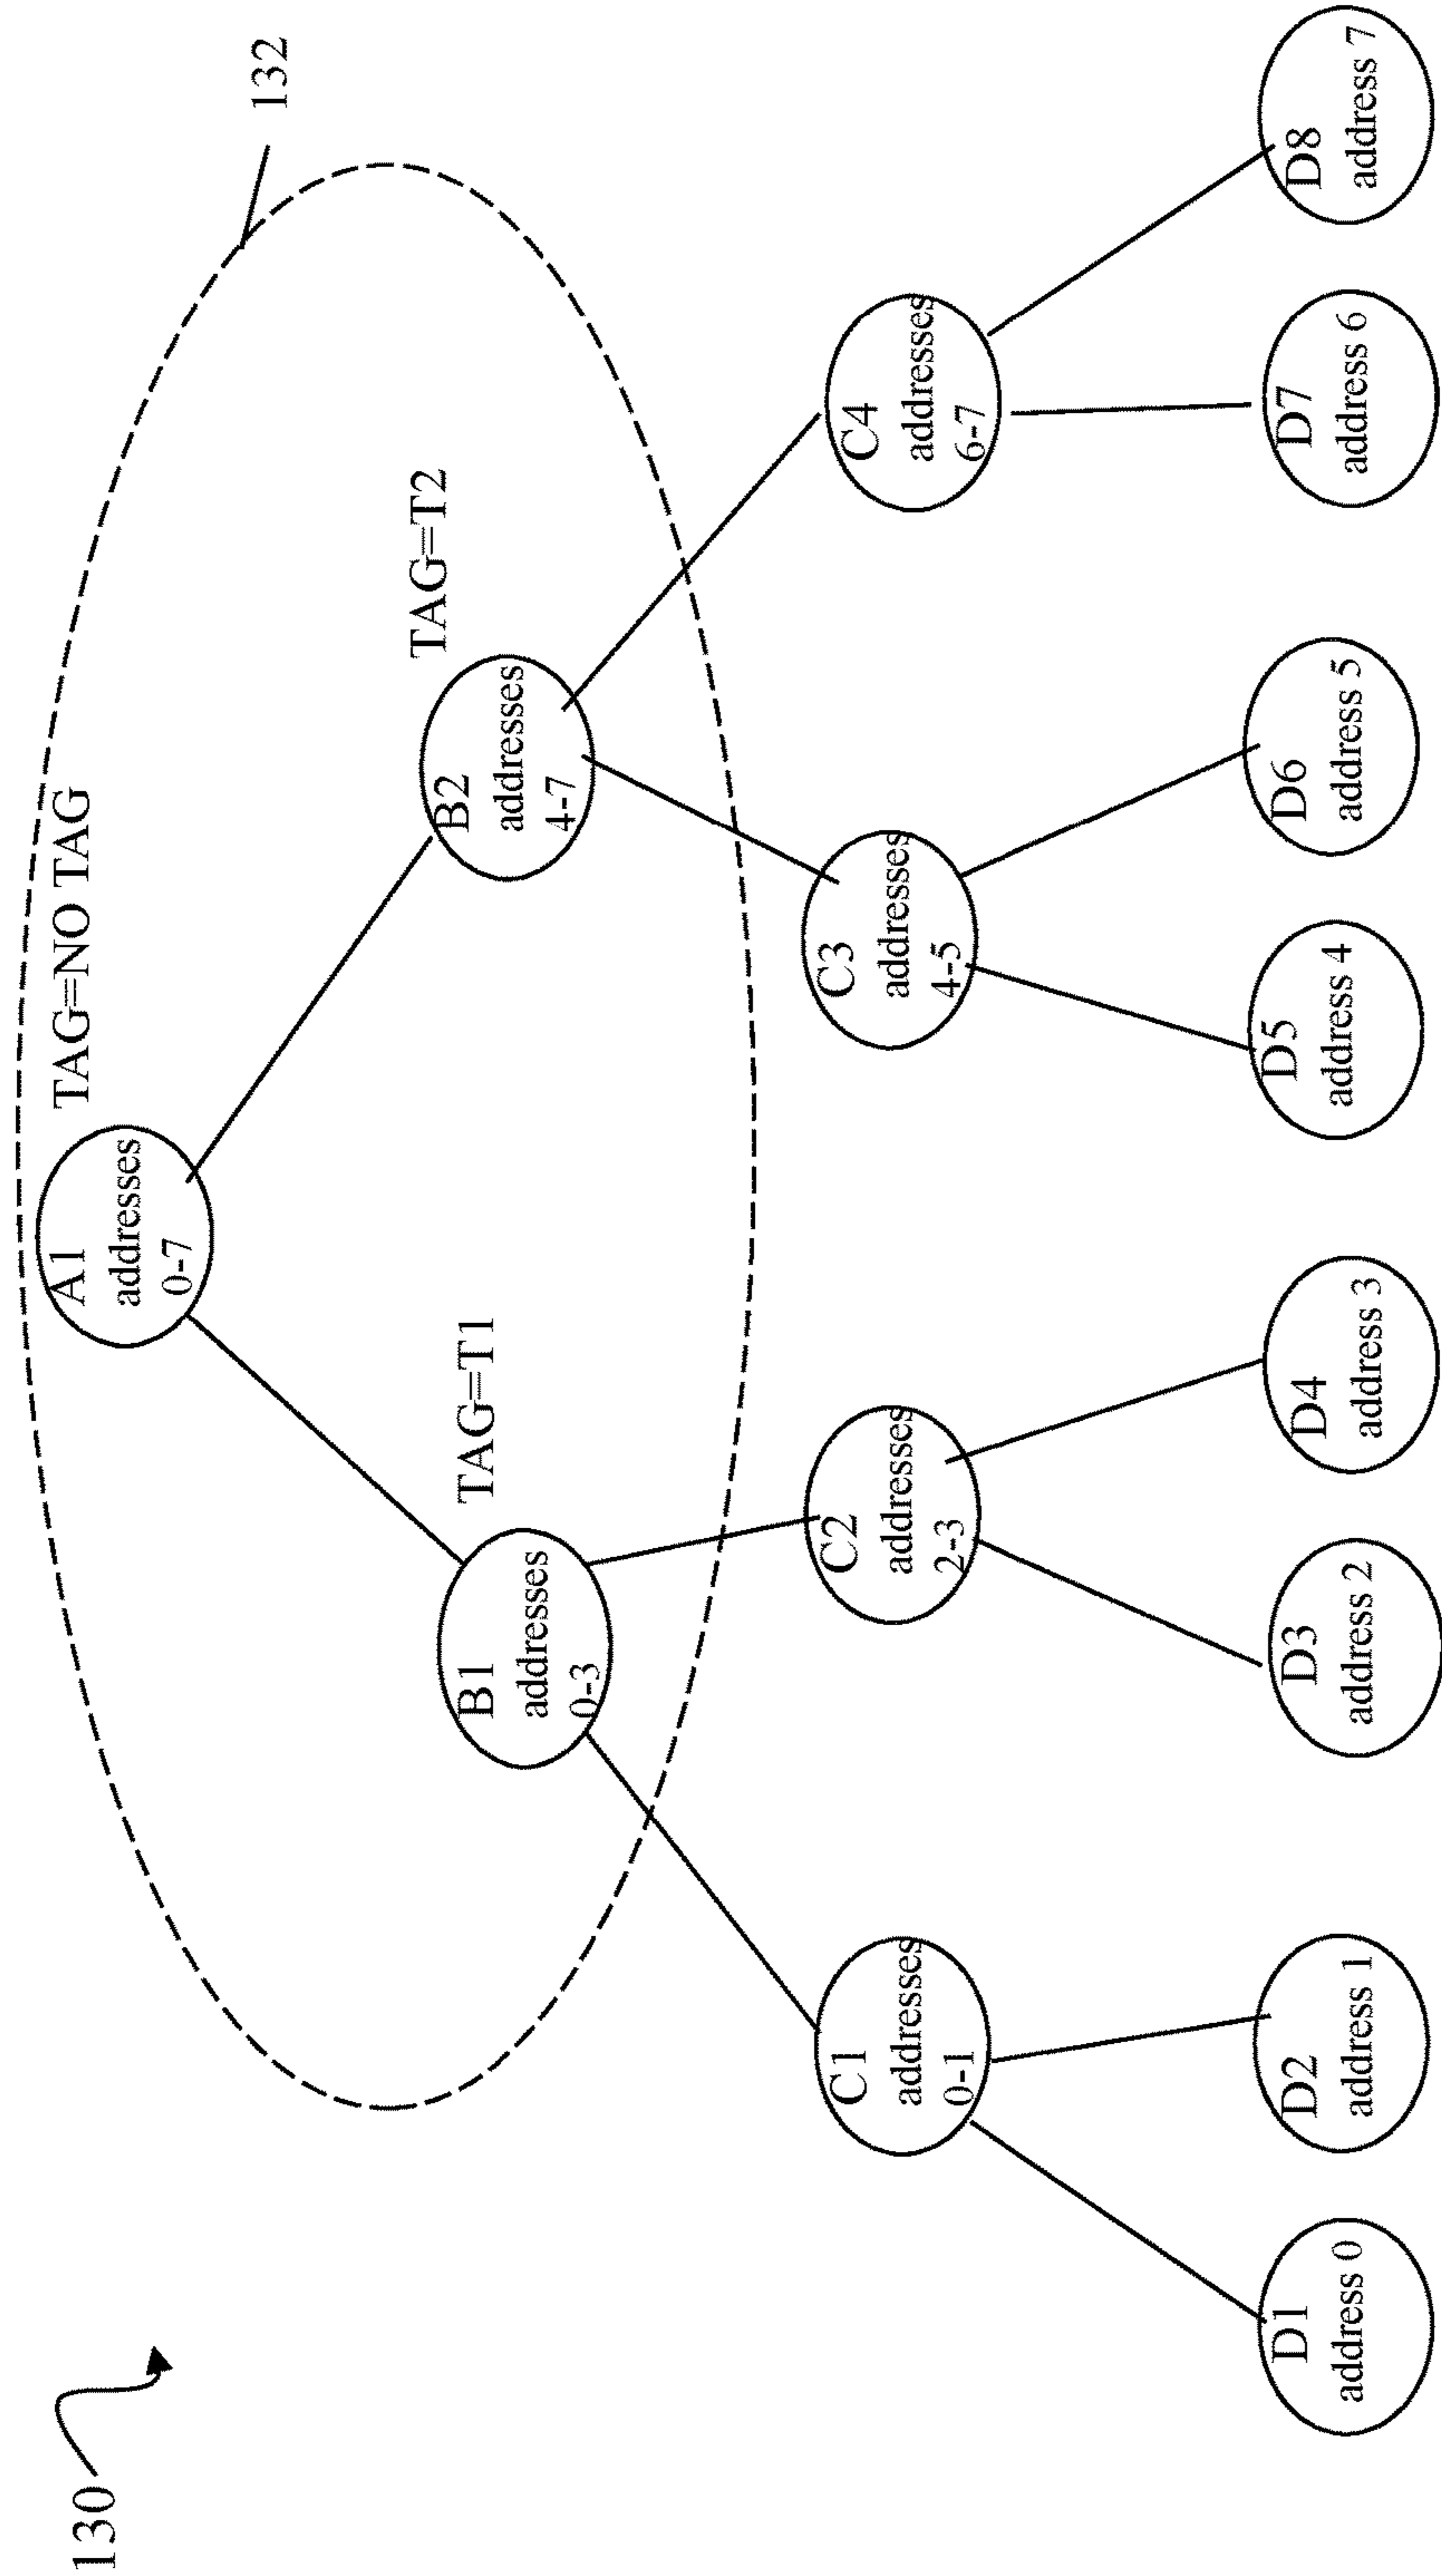 130
132
TAG=NO TAG
A1
addresses
0-7
TAG=T1
TAG=T2
B1
addresses
0-3
B2
addresses
4-7
C1
addresses
0-1
C2
addresses
2-3
C3
addresses
4-5
C4
addresses
6-7
D1
address 0
D2
address 1
D3
address 2
D4
address 3
D5
address 4
D6
address 5
D7
address 6
D8
address 7